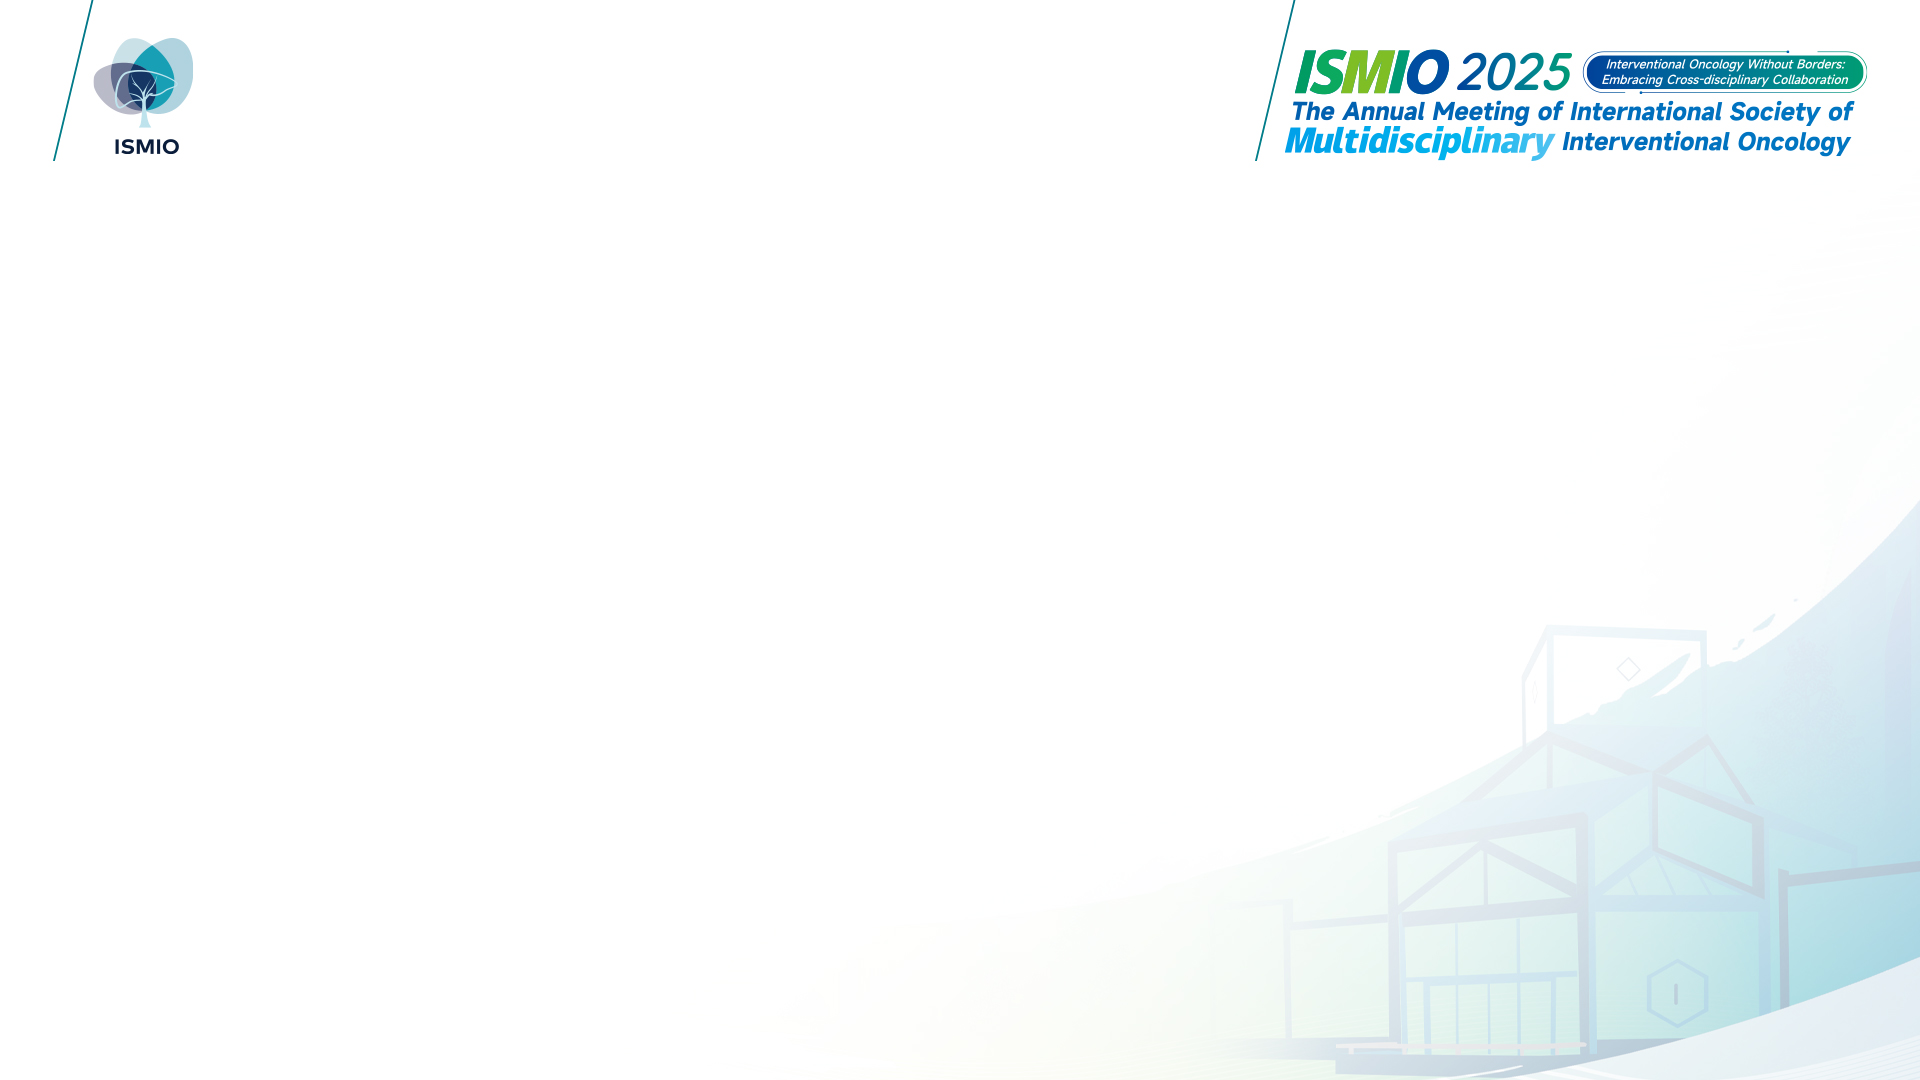 ISMIO
ISMIO 2025
Interventional Oncology Without Borders:
Embracing Cross-disciplinary Collaboration
The Annual Meeting of International Society of
Multidisciplinary Interventional Oncology